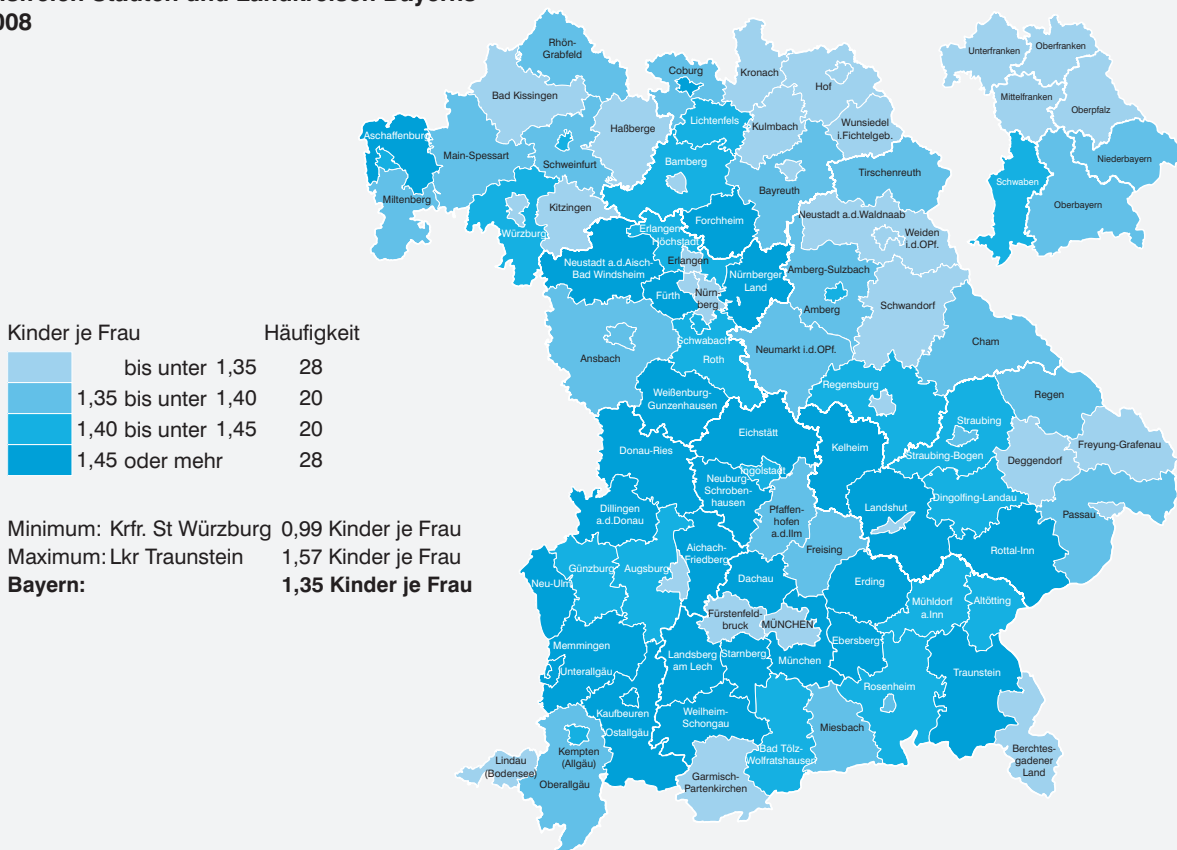 008
Kinder je Frau Häufigkeit
bis unter 1,35 28
1,35 bis unter 1,40 20
1,40 bis unter 1,45 20
1,45 oder mehr 28
Minimum: Krfr. St Würzburg 0,99 Kinder je Frau
Maximum: Lkr Traunstein 1,57 Kinder je Frau
Bayern: 1,35 Kinder je Frau
Rhön-
Grabfeld
Bad Kissingen
Coburg
Kronach
Hof
Lichtenfels
Kulmbach
Wunsiedel
i.Fichtelgeb.
Haßberge
Aschaffenburg
Main-Spessart
Schweinfurt
Bamberg
Bayreuth
Tirschenreuth
Miltenberg
Kitzingen
Würzburg
Forchheim
Neustadt a.d.Waldnaab
Weiden
i.d.OPf.
Erlangen-
Höchstadt
Erlangen
Neustadt a.d.Aisch-
Bad Windsheim
Nürnberger
Land
Amberg-Sulzbach
Amberg
Schwandorf
Fürth
Nürn-
berg
Ansbach
Schwabach
Roth
Neumarkt i.d.OPf.
Cham
Weißenburg-
Gunzenhausen
Regensburg
Regen
Straubing
Freyung-Grafenau
Donau-Ries
Eichstätt
Kelheim
Straubing-Bogen
Deggendorf
Ingolstadt
Neuburg-
Schroben-
hausen
Dingolfing-Landau
Dillingen
a.d.Donau
Pfaffen-
hofen
a.d.Ilm
Landshut
Passau
Aichach-
Friedberg
Freising
Rottal-Inn
Günzburg
Augsburg
Neu-Ulm
Dachau
Erding
Mühldorf
a.Inn
Altötting
Fürstenfeld-
bruck
MÜNCHEN
Memmingen
Unterallgäu
Landsberg
am Lech
Starnberg
München
Ebersberg
Traunstein
Rosenheim
Kaufbeuren
Ostallgäu
Weilheim-
Schongau
Miesbach
Bad Tölz-
Wolfratshausen
Lindau
(Bodensee)
Kempten
(Allgäu)
Oberallgäu
Garmisch-
Partenkirchen
Berchtes-
gadener
Land
Unterfranken
Oberfranken
Mittelfranken
Oberpfalz
Niederbayern
Schwaben
Oberbayern